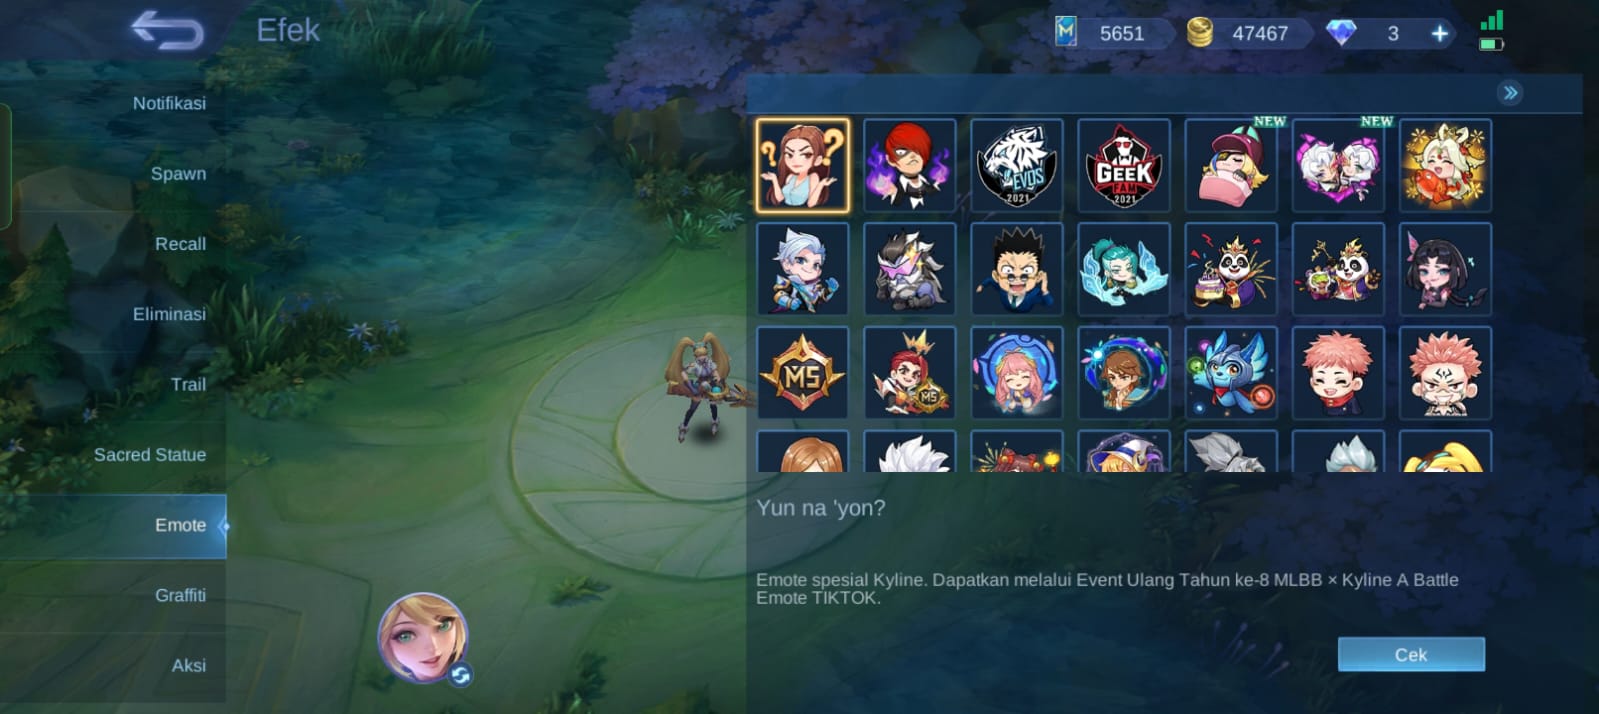 Efek
5651
47467
3
Notifikasi
Spawn
Recall
Eliminasi
Trail
Sacred Statue
Emote
Graffiti
Aksi
NEW
NEW
EVOS
2021
GEEK
FAM
2021
MS
MS
Yun na 'yon?
Emote spesial Kyline. Dapatkan melalui Event Ulang Tahun ke-8 MLBB × Kyline A Battle
Emote TIKTOK.
Cek